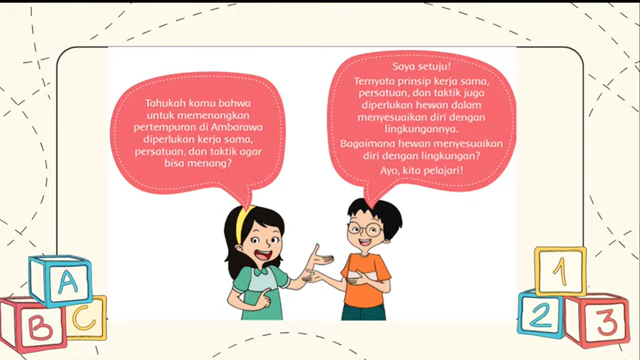 Tahukah kamu bahwa
untuk memenangkan
pertempuran di Ambarawa
diperlukan kerja sama,
persatuan, dan taktik agar
bisa menang?
Saya setuju!
Ternyata prinsip kerja sama,
persatuan, dan taktik juga
diperlukan hewan dalam
menyesuaikan diri dengan
lingkungannya.
Bagaimana hewan menyesuaikan
diri dengan lingkungan?
Ayo, kita pelajari!
A
B
C
1
2
3